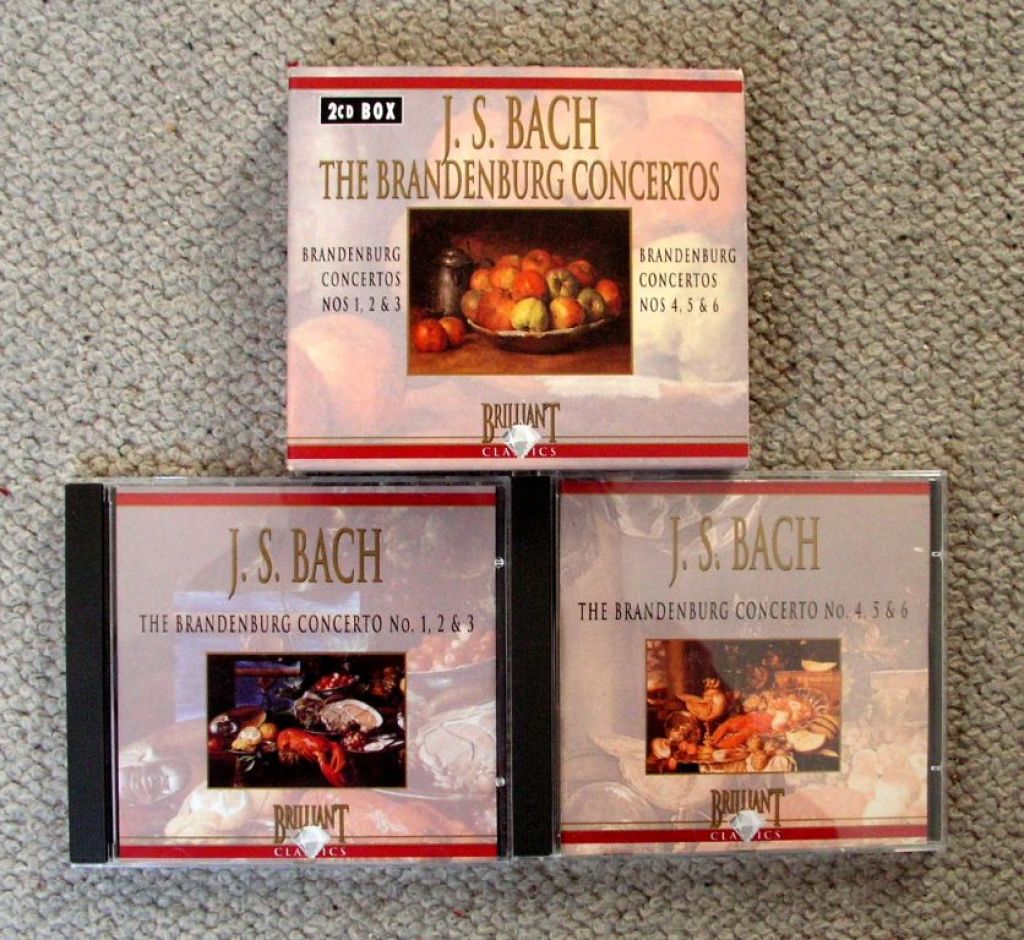 2CD BOX
J. S. BACH
THE BRANDENBURG CONCERTOS
BRANDENBURG
CONCERTOS
NOS 1, 2 & 3
BRANDENBURG
CONCERTOS
NOS 4, 5 & 6
BRILLIANT
CLASSICS
J. S. BACH
THE BRANDENBURG CONCERTO No. 1, 2 & 3
BRILLIANT
CLASSICS
J. S. BACH
THE BRANDENBURG CONCERTO No. 4, 5 & 6
BRILLIANT
CLASSICS